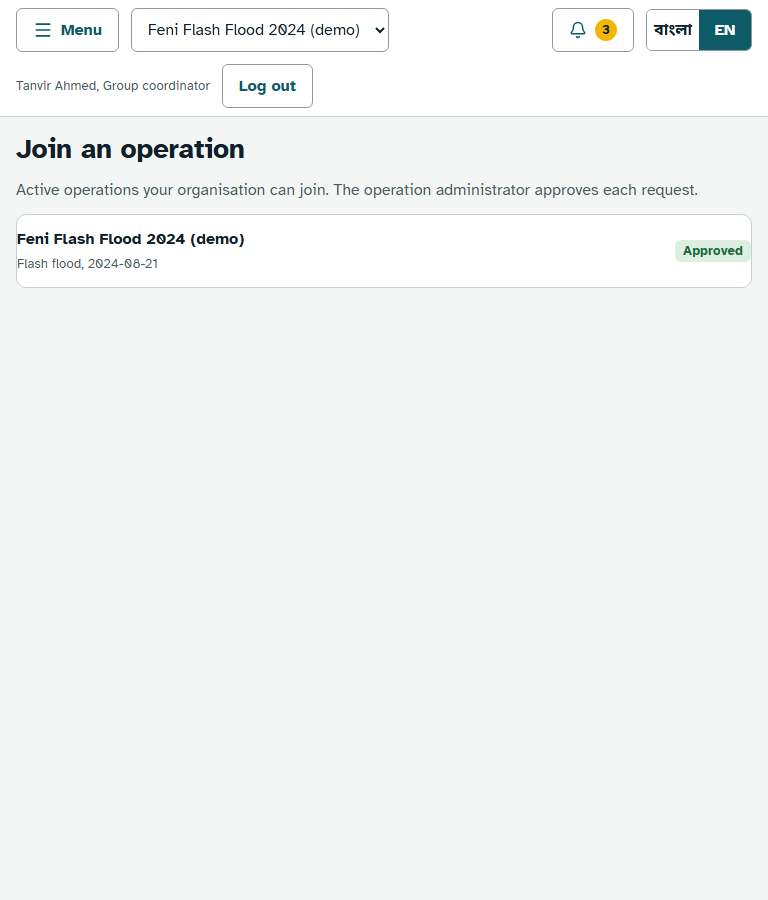 Menu
Feni Flash Flood 2024 (demo)
3
বাংলা
EN
Tanvir Ahmed, Group coordinator
Log out
Join an operation
Active operations your organisation can join. The operation administrator approves each request.
Feni Flash Flood 2024 (demo)
Flash flood, 2024-08-21
Approved